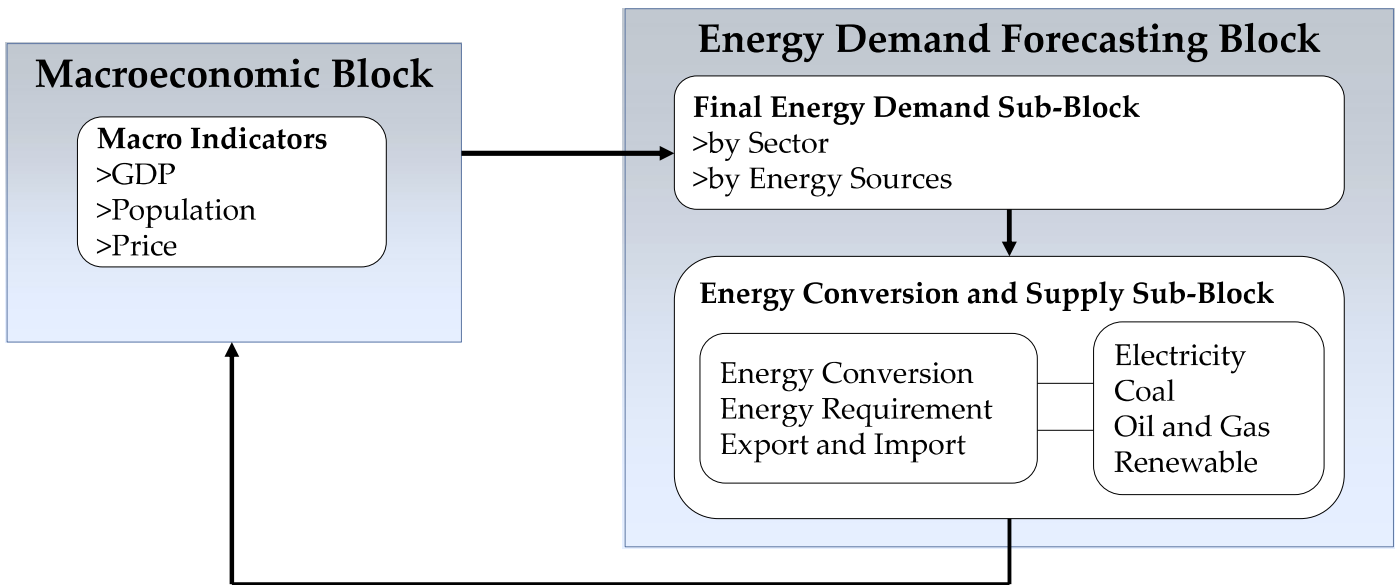 Macroeconomic Block
Macro Indicators
>GDP
>Population
>Price
Energy Demand Forecasting Block
Final Energy Demand Sub-Block
>by Sector
>by Energy Sources
Energy Conversion and Supply Sub-Block
Energy Conversion
Energy Requirement
Export and Import
Electricity
Coal
Oil and Gas
Renewable